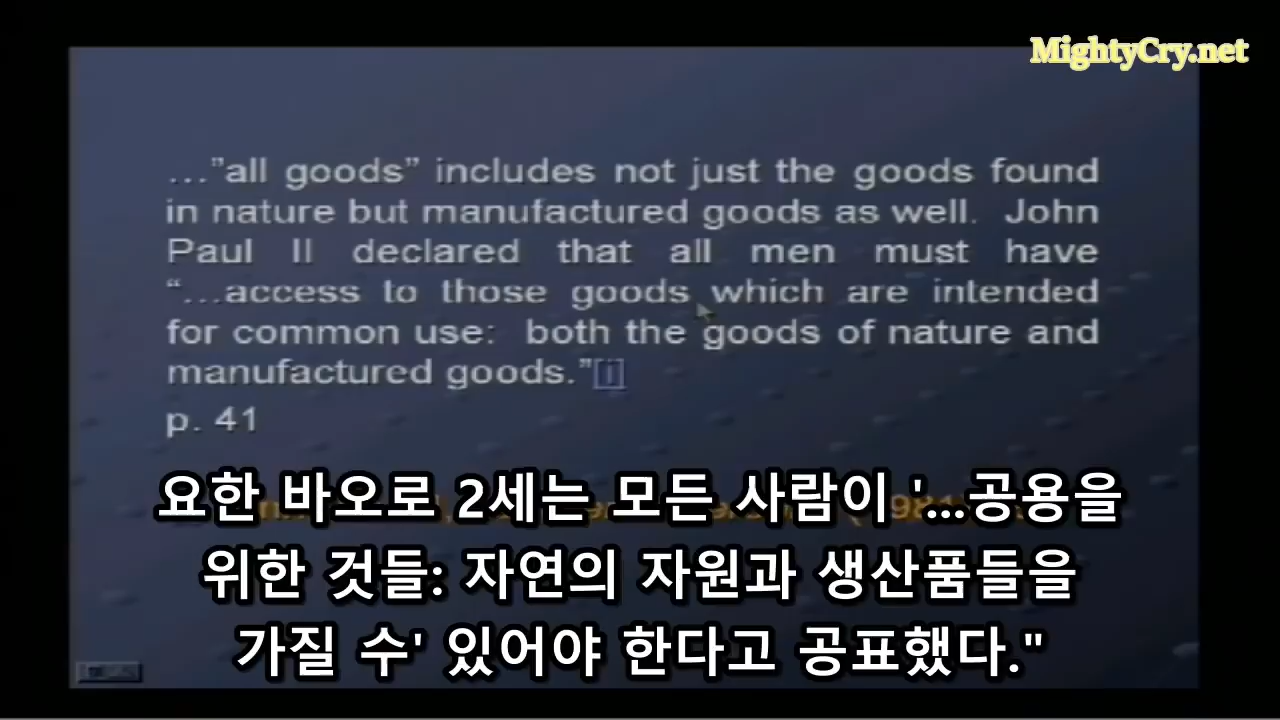 MightyCry.net
…"all goods" includes not just the goods found
in nature but manufactured goods as well. John
Paul II declared that all men must have
"…access to those goods which are intended
for common use: both the goods of nature and
manufactured goods."[i]
p. 41
요한 바오로 2세는 모든 사람이 '...공용을
위한 것들: 자연의 자원과 생산품들을
가질 수' 있어야 한다고 공표했다."